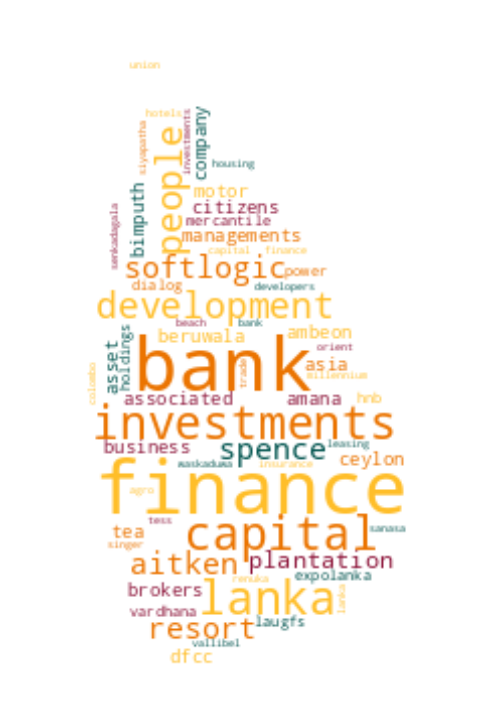 union
hotels
siyapatha
people
investments
company
housing
bimputh
motor
senkadagala
citizens
mercantile
managements
capital finance
softlogic
power
dialog
developers
development
beach
bank
beruwala
ambeon
asset
holdings
bank
orient
colombo
trade
asia
millennium
associated
amana
hnb
investments
business
spence
leasing
waskaduwa
insurance
ceylon
finance
agro
tess
capital
sanasa
tea
singer
aitken
plantation
renuka
expolanka
brokers
lanka
lanka
vardhana
resort
laugfs
vallibel
dfcc